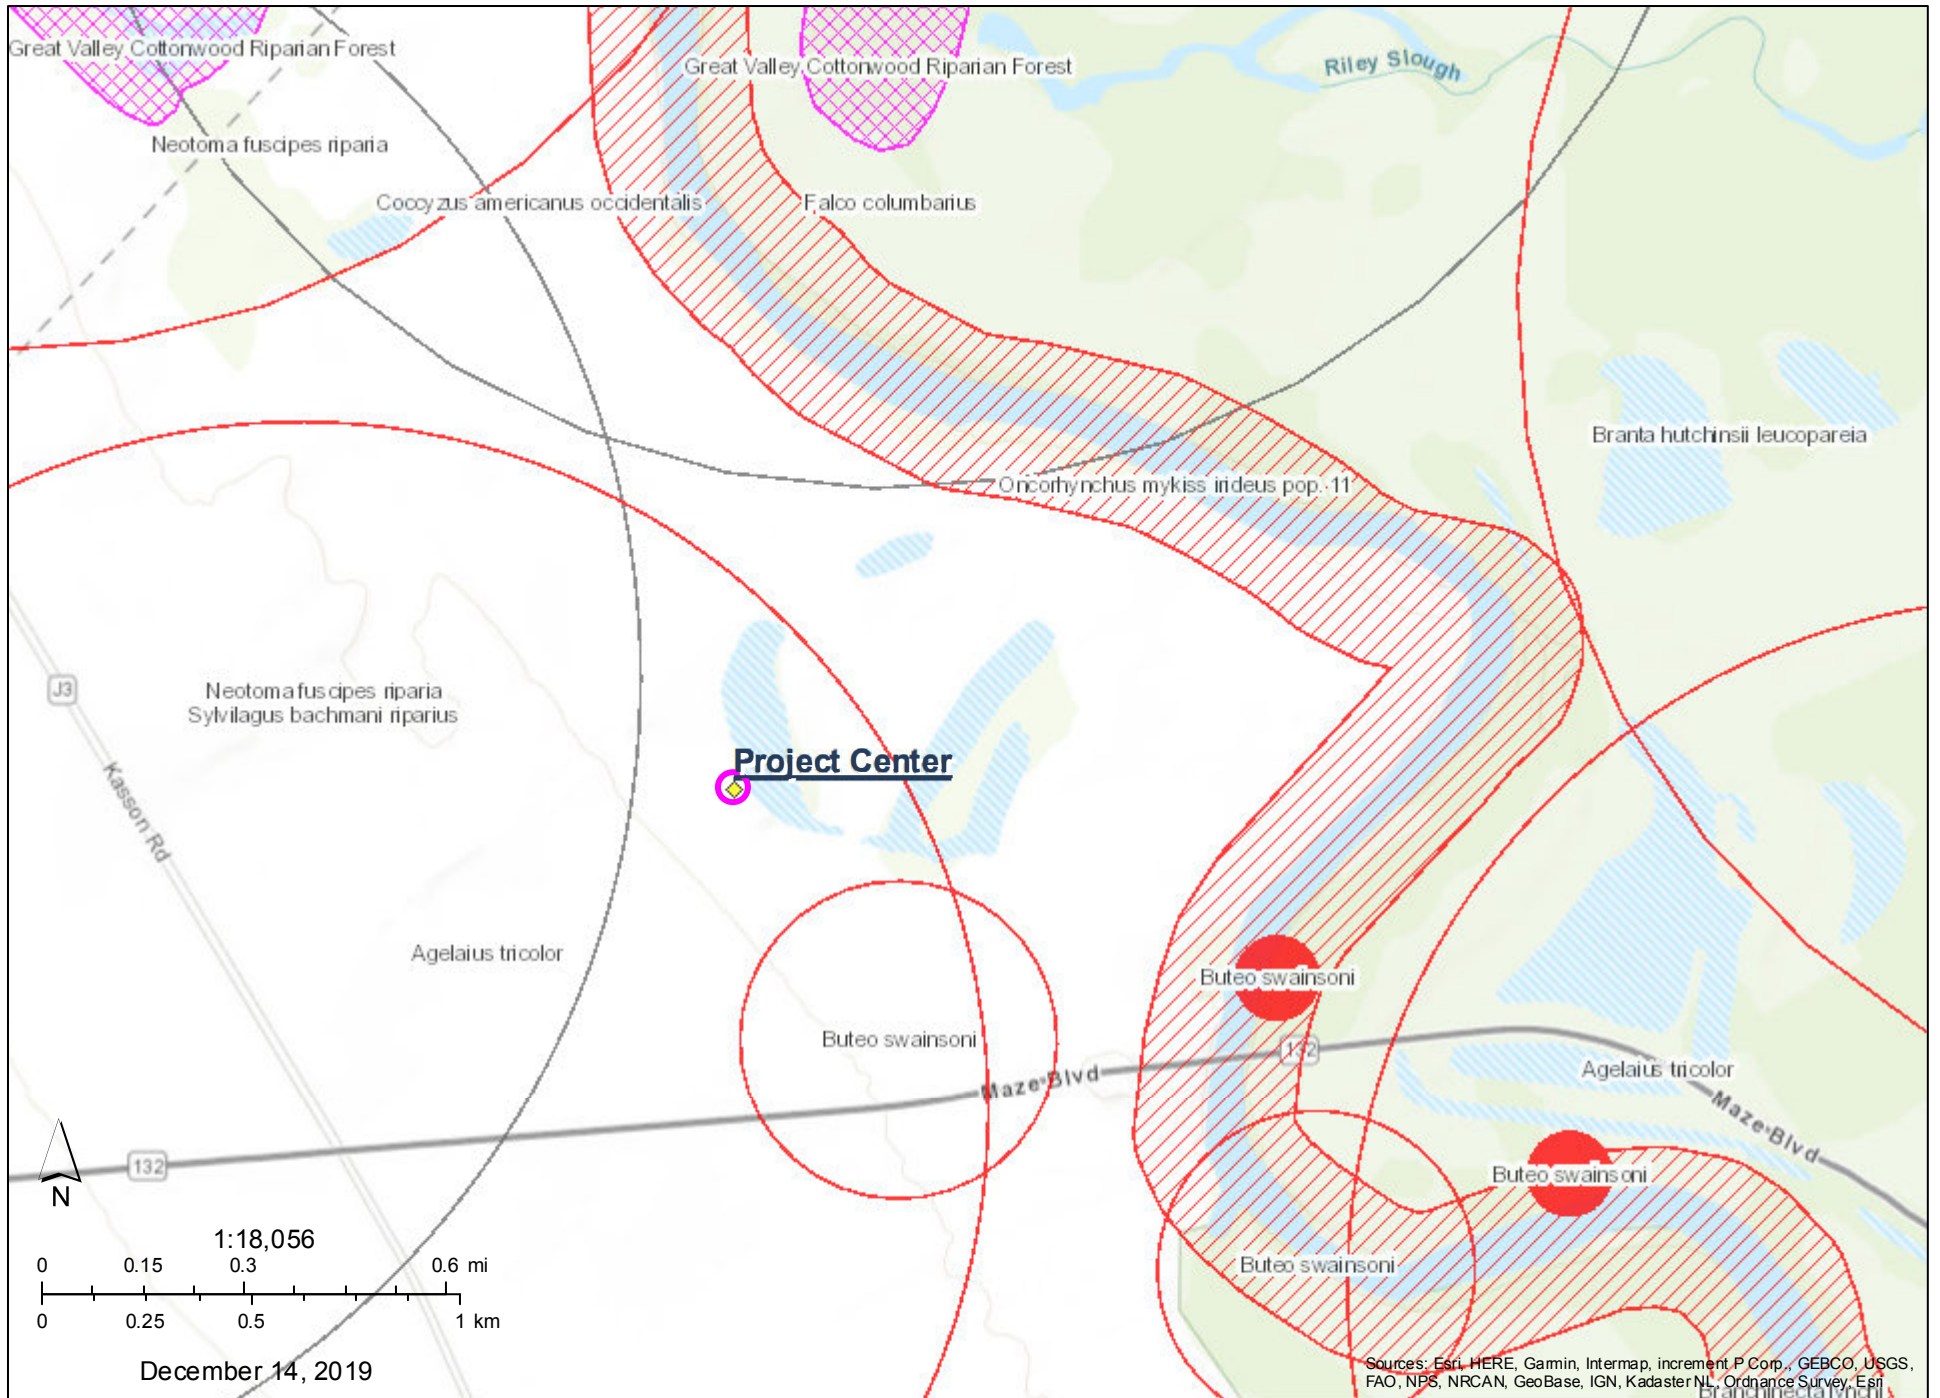 Great Valley Cottonwood Riparian Forest
Great Valley Cottonwood Riparian Forest
Riley Slough
Neotoma fuscipes riparia
Coccyzus americanus occidentalis
Falco columbarius
Branta hutchinsii leucopareia
Oncorhynchus mykiss irideus pop. 11
J3
Neotoma fuscipes riparia
Sylvilagus bachmani riparius
Project Center
Kasson Rd
Agelaius tricolor
Buteo swainsoni
Buteo swainsoni
132
Maze Blvd
Agelaius tricolor
Maze Blvd
132
Buteo swainsoni
Buteo swainsoni
N
1:18,056
0 0.15 0.3 0.6 mi
0 0.25 0.5 1 km
December 14, 2019
Sources: Esri, HERE, Garmin, Intermap, increment P Corp., GEBCO, USGS,
FAO, NPS, NRCAN, GeoBase, IGN, Kadaster NL, Ordnance Survey, Esri